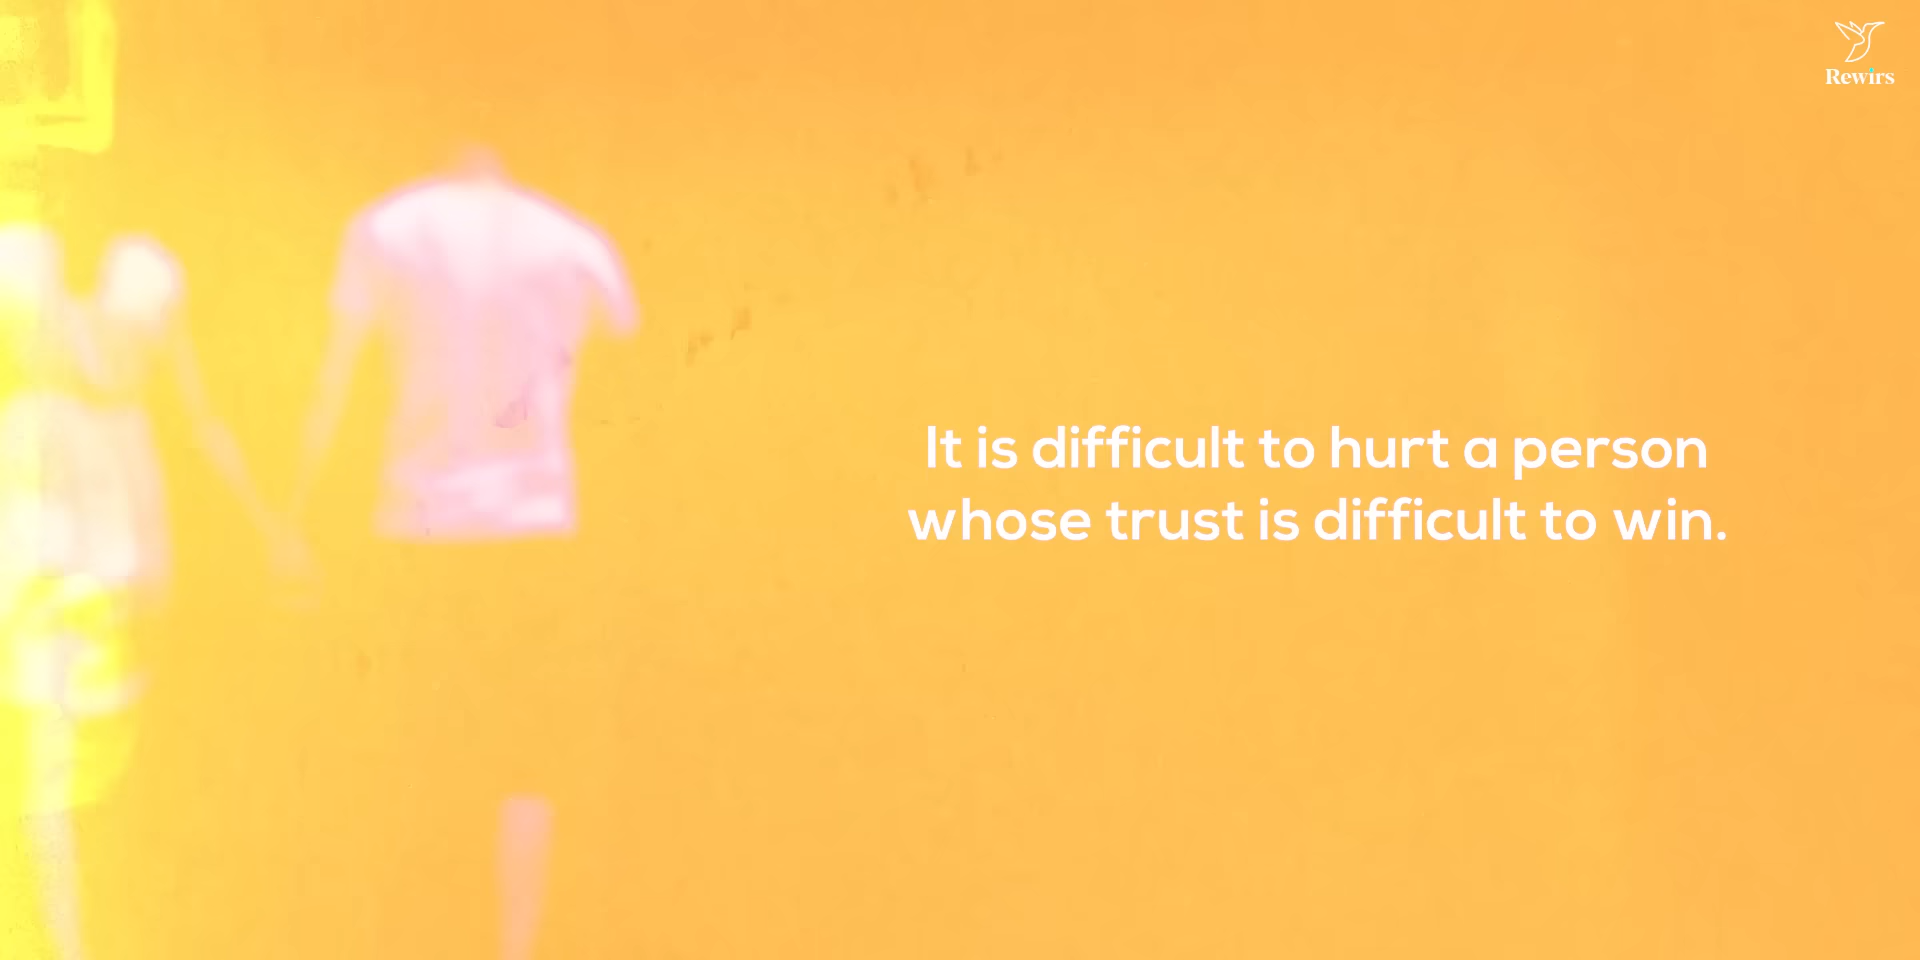 Rewirs
It is difficult to hurt a person
whose trust is difficult to win.